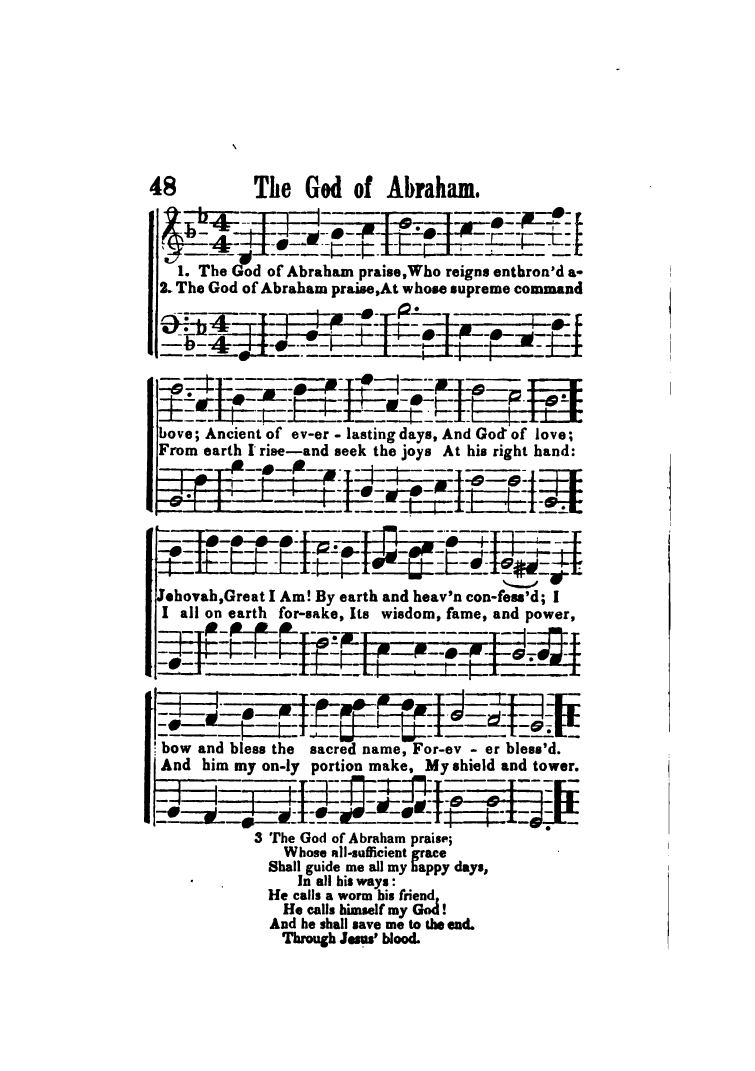 48 The God of Abraham.
4
4
1. The God of Abraham praise, Who reigns enthron'd a-
2. The God of Abraham praise, At whose supreme command
4
4
bove; Ancient of ev-er - lasting days, And God of love;
From earth I rise—and seek the joys At his right hand:
Jehovah, Great I Am! By earth and heav'n con-fess'd; I
I all on earth for-sake, Its wisdom, fame, and power,
bow and bless the sacred name, For-ev - er bless'd.
And him my on-ly portion make, My shield and tower.
3 The God of Abraham praise;
Whose all-sufficient grace
Shall guide me all my happy days,
In all his ways:
He calls a worm his friend,
He calls himself my God!
And he shall save me to the end.
Through Jesus' blood.